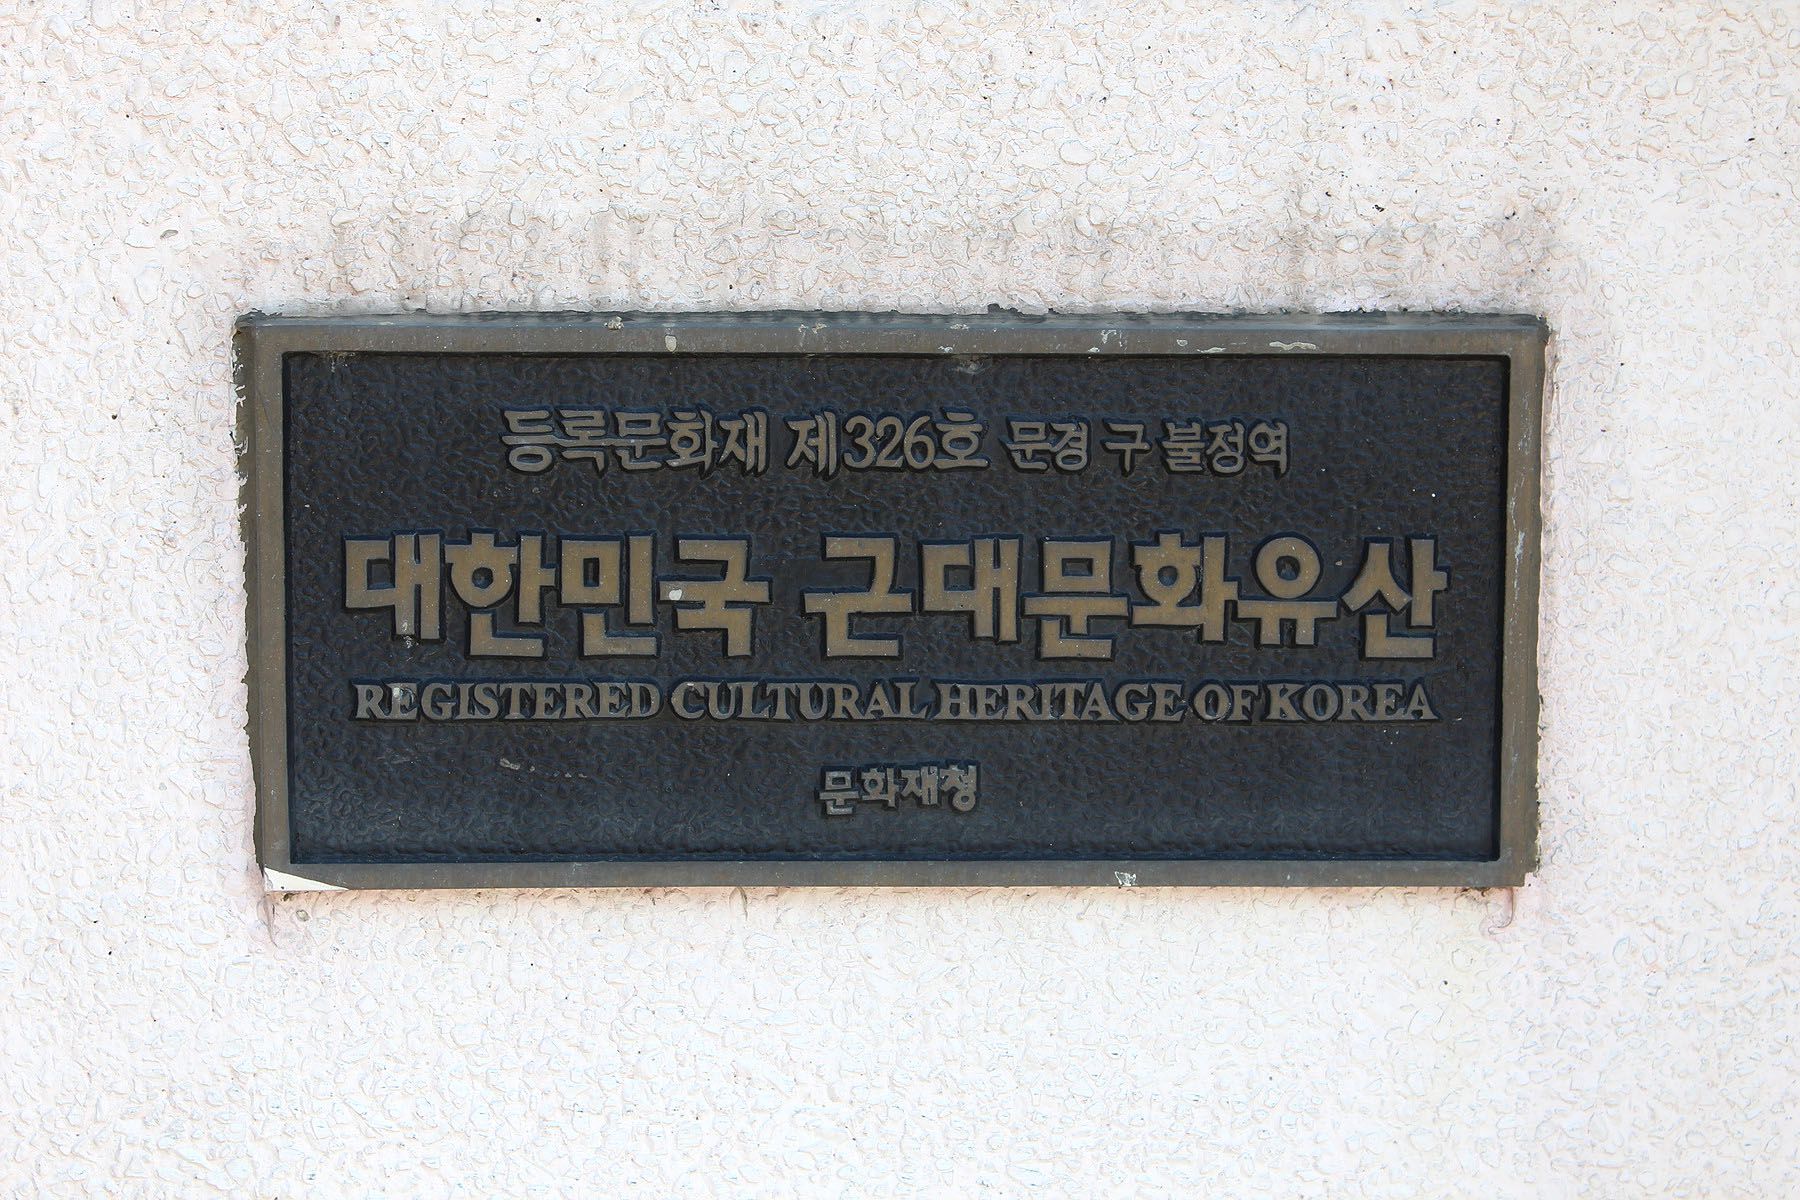 등록문화재 제326호 문경 구 불정역
대한민국 근대문화유산
REGISTERED CULTURAL HERITAGE OF KOREA
문화재청